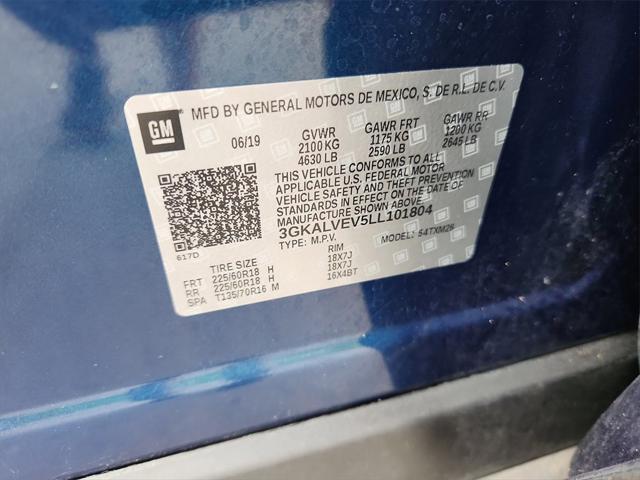 MFD BY GENERAL MOTORS DE MEXICO, S. DE R.L. DE C.V.
GM
06/19
GVWR GAWR FRT GAWR RR
2100 KG 1175 KG 1200 KG
4630 LB 2590 LB 2645 LB
THIS VEHICLE CONFORMS TO ALL
APPLICABLE U.S. FEDERAL MOTOR
VEHICLE SAFETY AND THEFT PREVENTION
STANDARDS IN EFFECT ON THE DATE OF
MANUFACTURE SHOWN ABOVE.
3GKALVEV5LL101804
TYPE: M.P.V. MODEL: 54TXM26
617D
TIRE SIZE RIM
FRT 225/60R18 H 18X7J
RR 225/60R18 H 18X7J
SPA T135/70R16 M 16X4BT